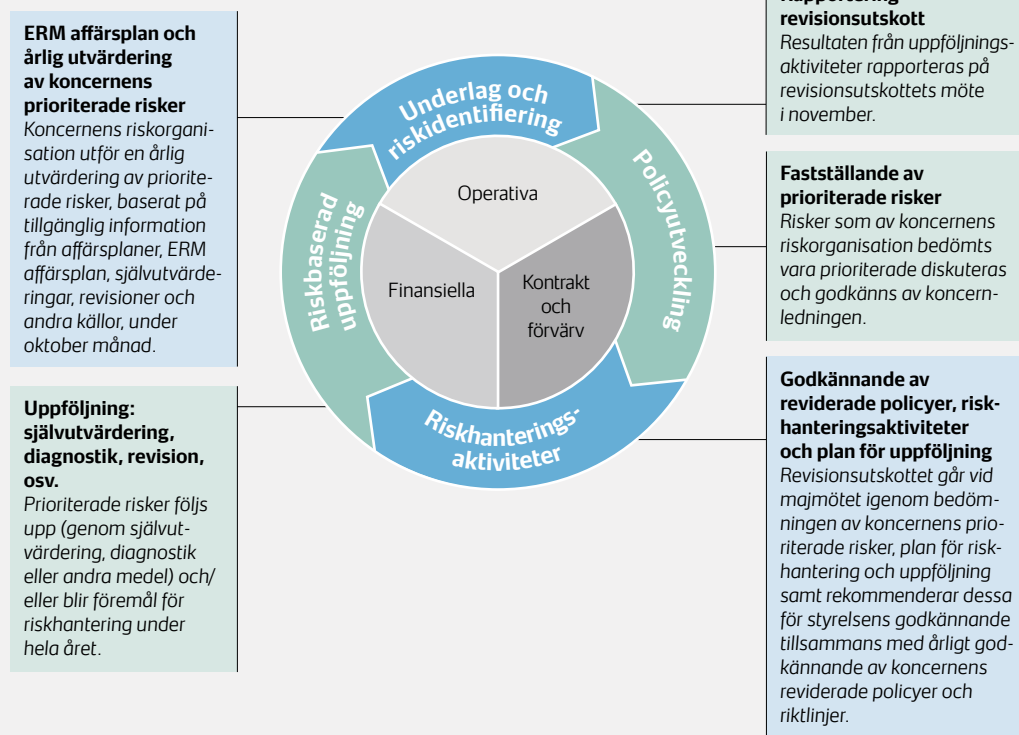 ERM affärsplan och
årlig utvärdering
av koncernens
prioriterade risker
Koncernens riskorgani-
sation utför en årlig
utvärdering av priorite-
rade risker, baserat på
tillgänglig information
från affärsplaner, ERM
affärsplan, självutvärde-
ringar, revisioner och
andra källor, under
oktober månad.
Uppföljning:
självutvärdering,
diagnostik, revision,
osv.
Prioriterade risker följs
upp (genom självut-
värdering, diagnostik
eller andra medel) och/
eller blir föremål för
riskhantering under
hela året.
Underlag och
riskidentifiering
Policyutveckling
Riskhanterings-
aktiviteter
Riskbaserad
uppföljning
Operativa
Finansiella
Kontrakt
och
förvärv
Rapportering
revisionsutskott
Resultaten från uppföljnings-
aktiviteter rapporteras på
revisionsutskottets möte
i november.
Fastställande av
prioriterade risker
Risker som av koncernens
riskorganisation bedömts
vara prioriterade diskuteras
och godkänns av koncern-
ledningen.
Godkännande av
reviderade policyer, risk-
hanteringsaktiviteter
och plan för uppföljning
Revisionsutskottet går vid
majmötet igenom bedöm-
ningen av koncernens prio-
riterade risker, plan för risk-
hantering och uppföljning
samt rekommenderar dessa
för styrelsens godkännande
tillsammans med årligt god-
kännande av koncernens
reviderade policyer och
riktlinjer.